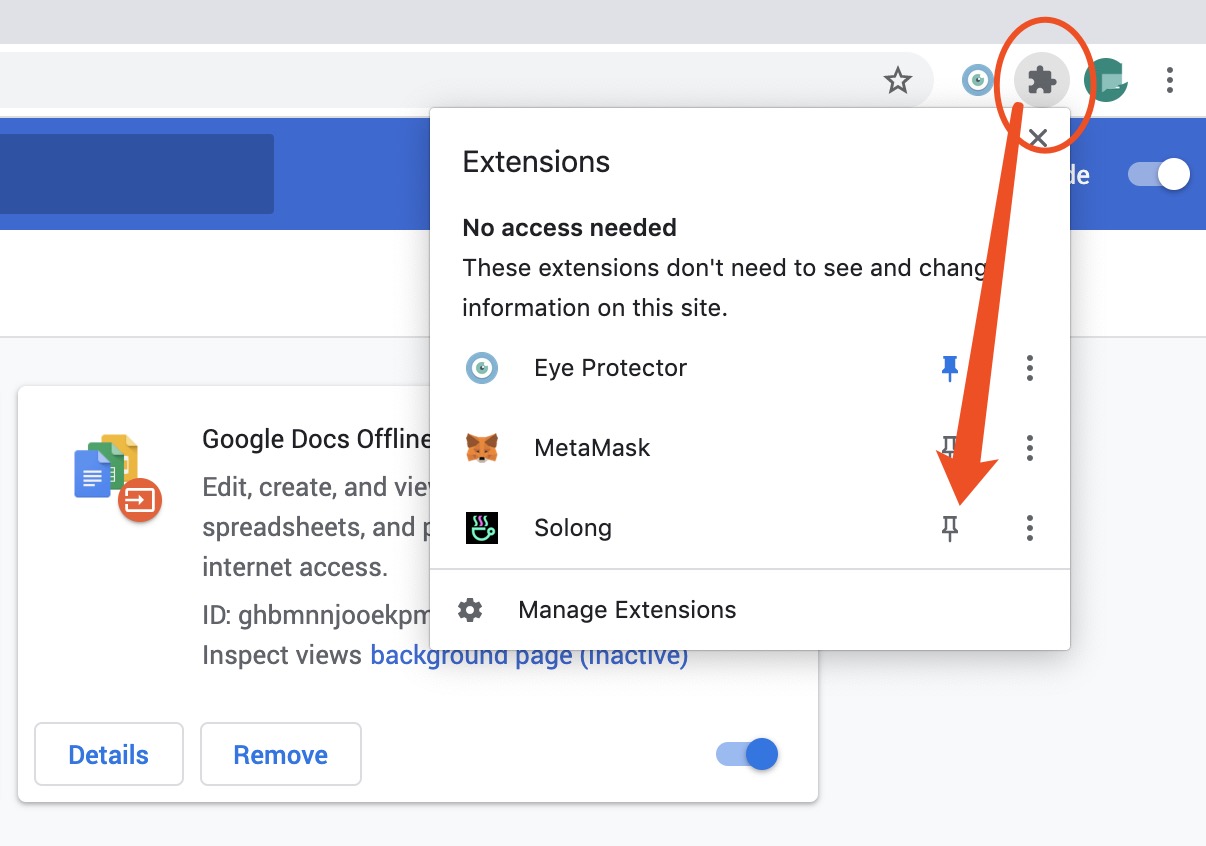 de
Extensions
No access needed
These extensions don't need to see and chang
information on this site.
Eye Protector
MetaMask
Solong
Manage Extensions
Google Docs Offline
Edit, create, and view
spreadsheets, and p
internet access.
ID: ghbmnnjooekpm
Inspect views background page (inactive)
Details
Remove